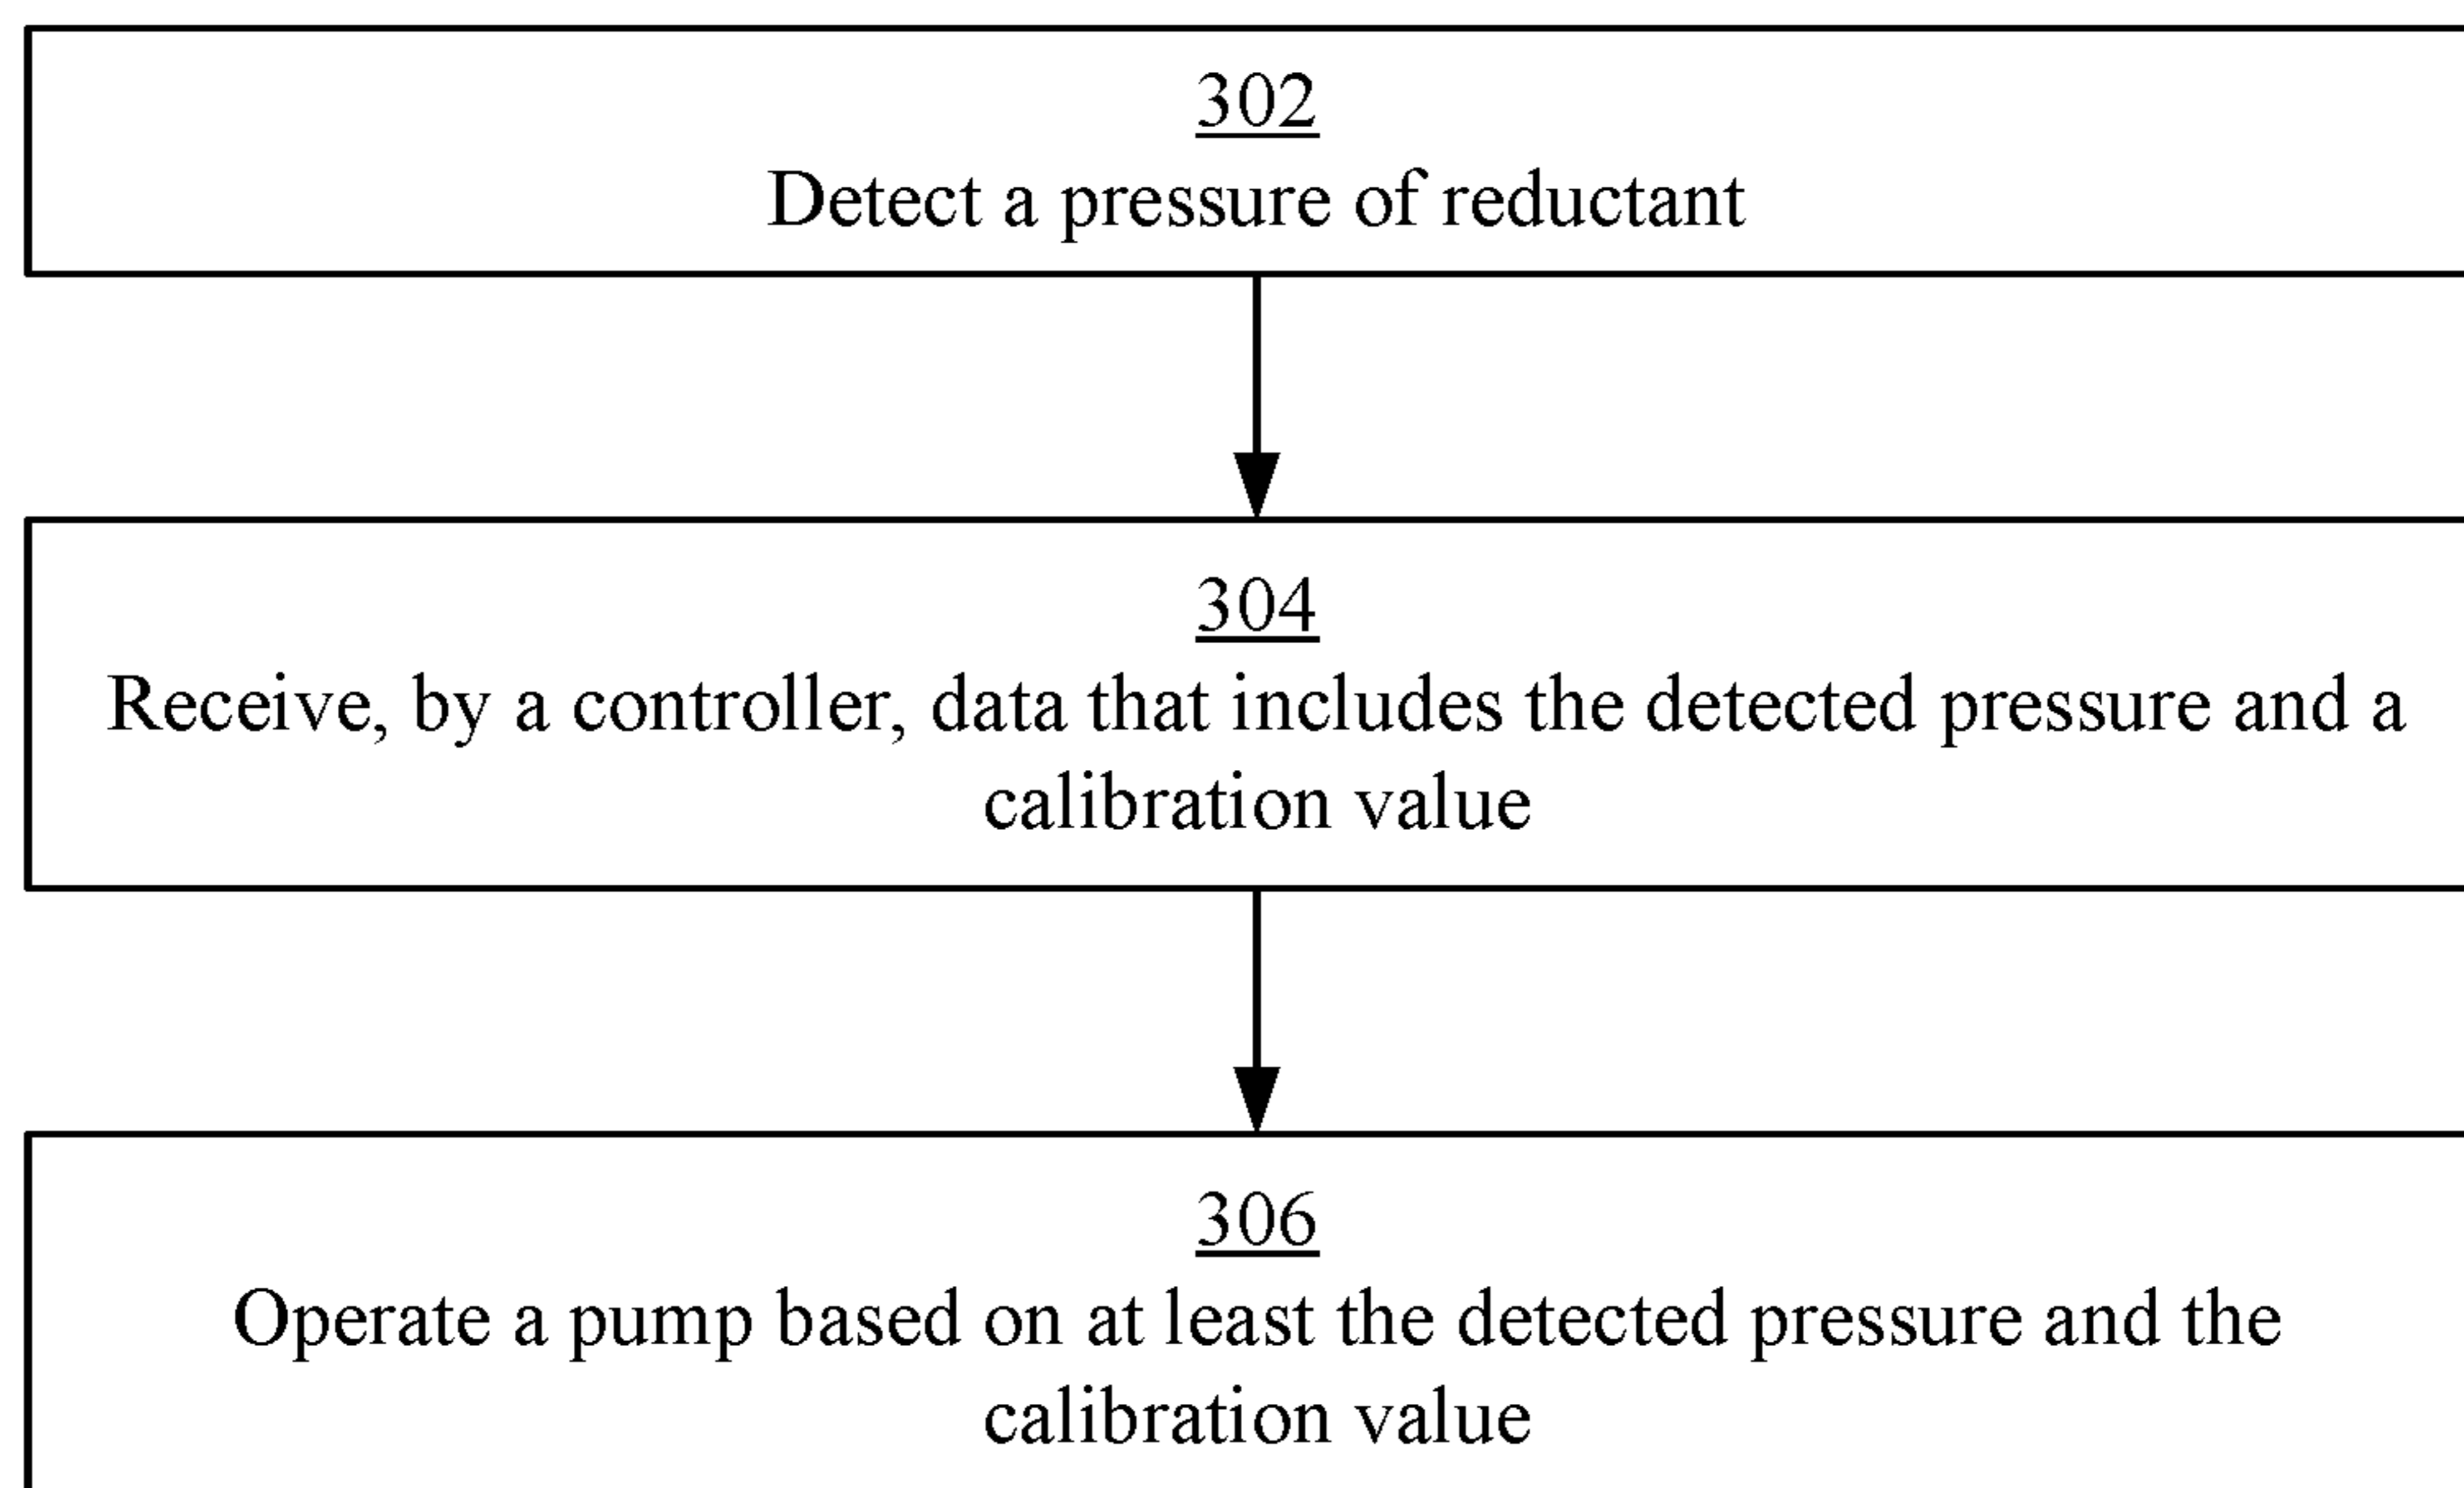 302
Detect a pressure of reductant
304
Receive, by a controller, data that includes the detected pressure and a
calibration value
306
Operate a pump based on at least the detected pressure and the
calibration value